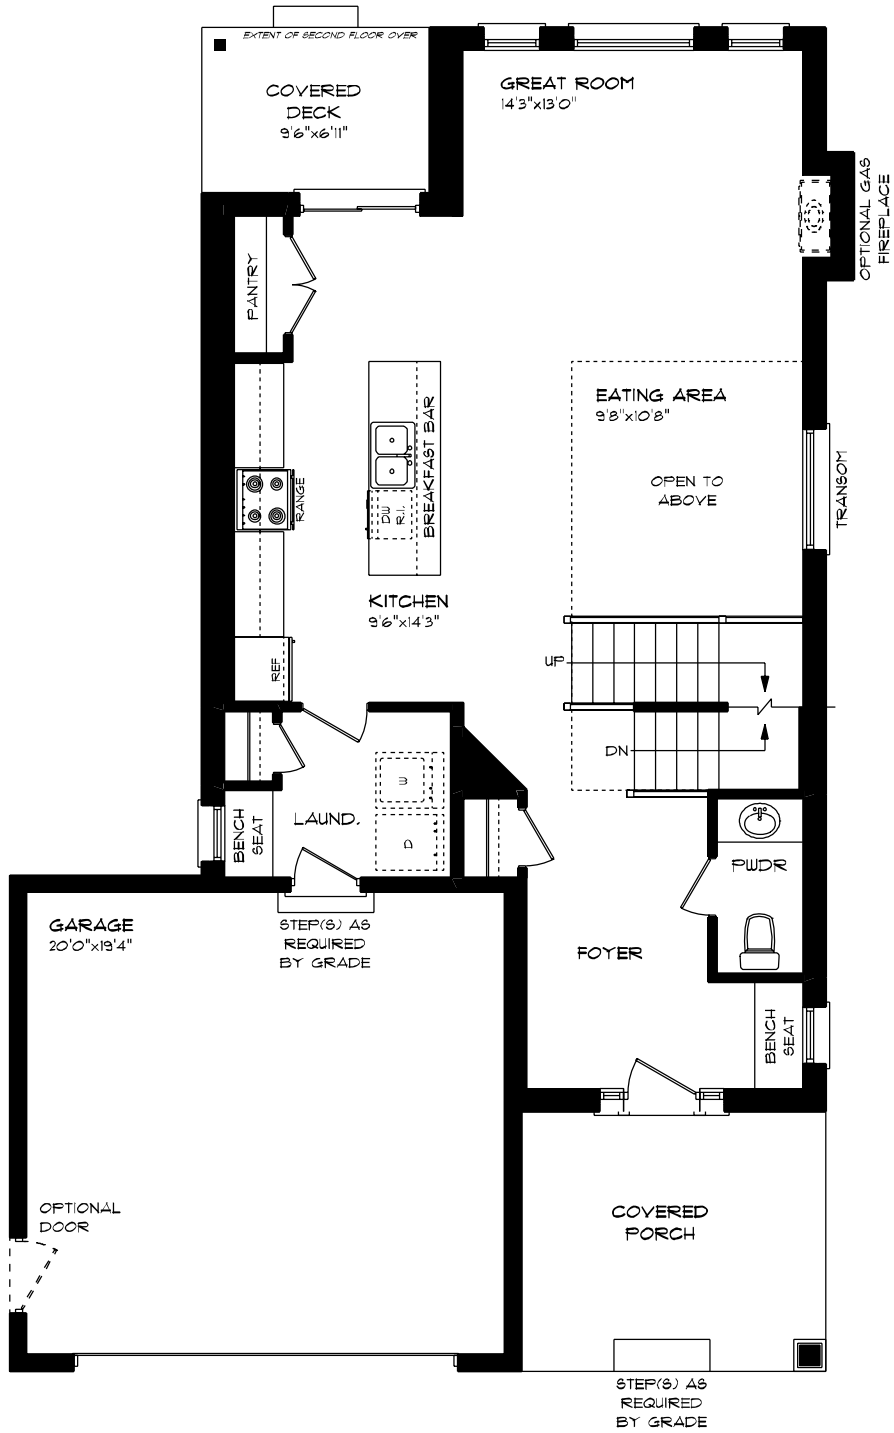 EXTENT OF SECOND FLOOR OVER
COVERED
DECK
9'6"x6'11"
GREAT ROOM
14'3"x13'0"
OPTIONAL GAS
FIREPLACE
PANTRY
EATING AREA
9'8"x10'8"
BREAKFAST BAR
OPEN TO
ABOVE
TRANSOM
RANGE
DW
R.I.
KITCHEN
9'6"x14'3"
REF
UP
DN
W
D
LAUND.
BENCH
SEAT
PWDR
GARAGE
20'0"x19'4"
STEP(S) AS
REQUIRED
BY GRADE
FOYER
BENCH
SEAT
OPTIONAL
DOOR
COVERED
PORCH
STEP(S) AS
REQUIRED
BY GRADE